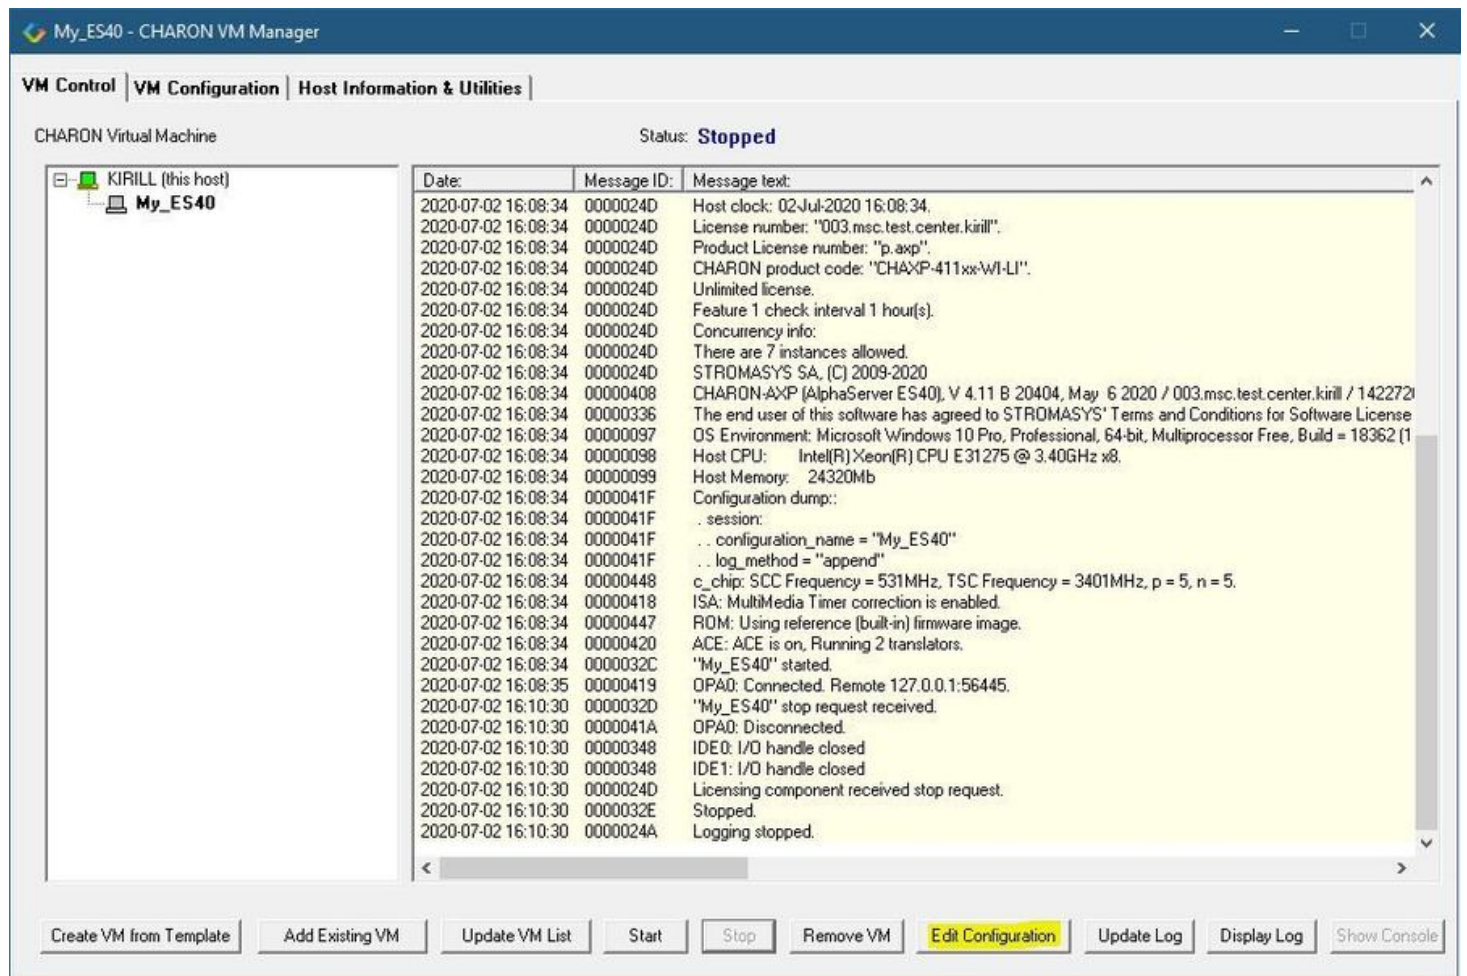 My_ES40 - CHARON VM Manager
VM Control VM Configuration Host Information & Utilities
CHARON Virtual Machine Status: Stopped
KIRILL (this host)
My_ES40
Date: Message ID: Message text:
2020-07-02 16:08:34 0000024D Host clock: 02-Jul-2020 16:08:34.
2020-07-02 16:08:34 0000024D License number: "003.msc.test.center.kirill".
2020-07-02 16:08:34 0000024D Product License number: "p.axp".
2020-07-02 16:08:34 0000024D CHARON product code: "CHAXP-411xx-WI-LI".
2020-07-02 16:08:34 0000024D Unlimited license.
2020-07-02 16:08:34 0000024D Feature 1 check interval 1 hour(s).
2020-07-02 16:08:34 0000024D Concurrency info:
2020-07-02 16:08:34 0000024D There are 7 instances allowed.
2020-07-02 16:08:34 0000024D STROMASYS SA, (C) 2009-2020
2020-07-02 16:08:34 00000408 CHARON-AXP (AlphaServer ES40), V 4.11 B 20404, May 6 2020 / 003.msc.test.center.kirill / 1422720
2020-07-02 16:08:34 00000336 The end user of this software has agreed to STROMASYS' Terms and Conditions for Software License
2020-07-02 16:08:34 00000097 OS Environment: Microsoft Windows 10 Pro, Professional, 64-bit, Multiprocessor Free, Build = 18362 (1
2020-07-02 16:08:34 00000098 Host CPU: Intel(R) Xeon(R) CPU E31275 @ 3.40GHz x8.
2020-07-02 16:08:34 00000099 Host Memory: 24320Mb
2020-07-02 16:08:34 0000041F Configuration dump::
2020-07-02 16:08:34 0000041F . session:
2020-07-02 16:08:34 0000041F . . configuration_name = "My_ES40"
2020-07-02 16:08:34 0000041F . . log_method = "append"
2020-07-02 16:08:34 00000448 c_chip: SCC Frequency = 531MHz, TSC Frequency = 3401MHz, p = 5, n = 5.
2020-07-02 16:08:34 00000418 ISA: MultiMedia Timer correction is enabled.
2020-07-02 16:08:34 00000447 ROM: Using reference (built-in) firmware image.
2020-07-02 16:08:34 00000420 ACE: ACE is on, Running 2 translators.
2020-07-02 16:08:34 0000032C "My_ES40" started.
2020-07-02 16:08:35 00000419 OPA0: Connected. Remote 127.0.0.1:56445.
2020-07-02 16:10:30 0000032D "My_ES40" stop request received.
2020-07-02 16:10:30 0000041A OPA0: Disconnected.
2020-07-02 16:10:30 00000348 IDE0: I/O handle closed
2020-07-02 16:10:30 00000348 IDE1: I/O handle closed
2020-07-02 16:10:30 0000024D Licensing component received stop request.
2020-07-02 16:10:30 0000032E Stopped.
2020-07-02 16:10:30 0000024A Logging stopped.
Create VM from Template Add Existing VM Update VM List Start Stop Remove VM Edit Configuration Update Log Display Log Show Console